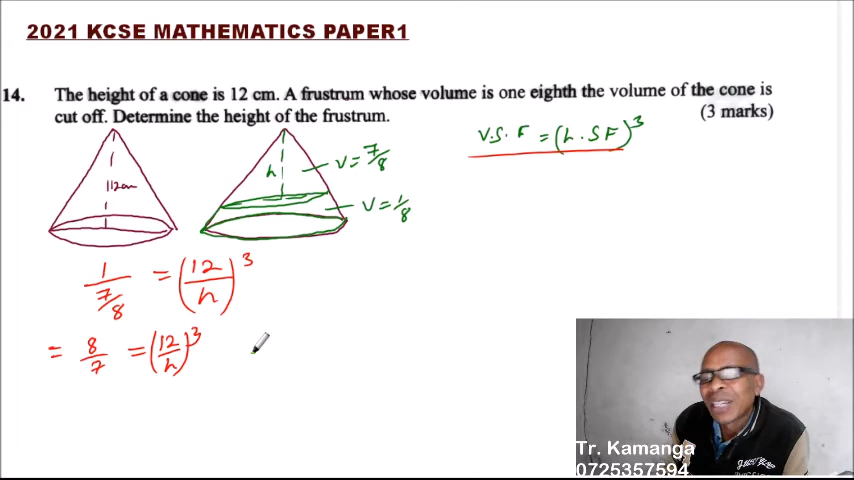 2021 KCSE MATHEMATICS PAPER1
14. The height of a cone is 12 cm. A frustrum whose volume is one eighth the volume of the cone is
cut off. Determine the height of the frustrum. (3 marks)
V.S.F = (L.SF)³
h V = 7/8
12cm
V = 1/8
1/(7/8) = (12/h)³
= 8/7 = (12/h)³
Tr. Kamanga
0725357594